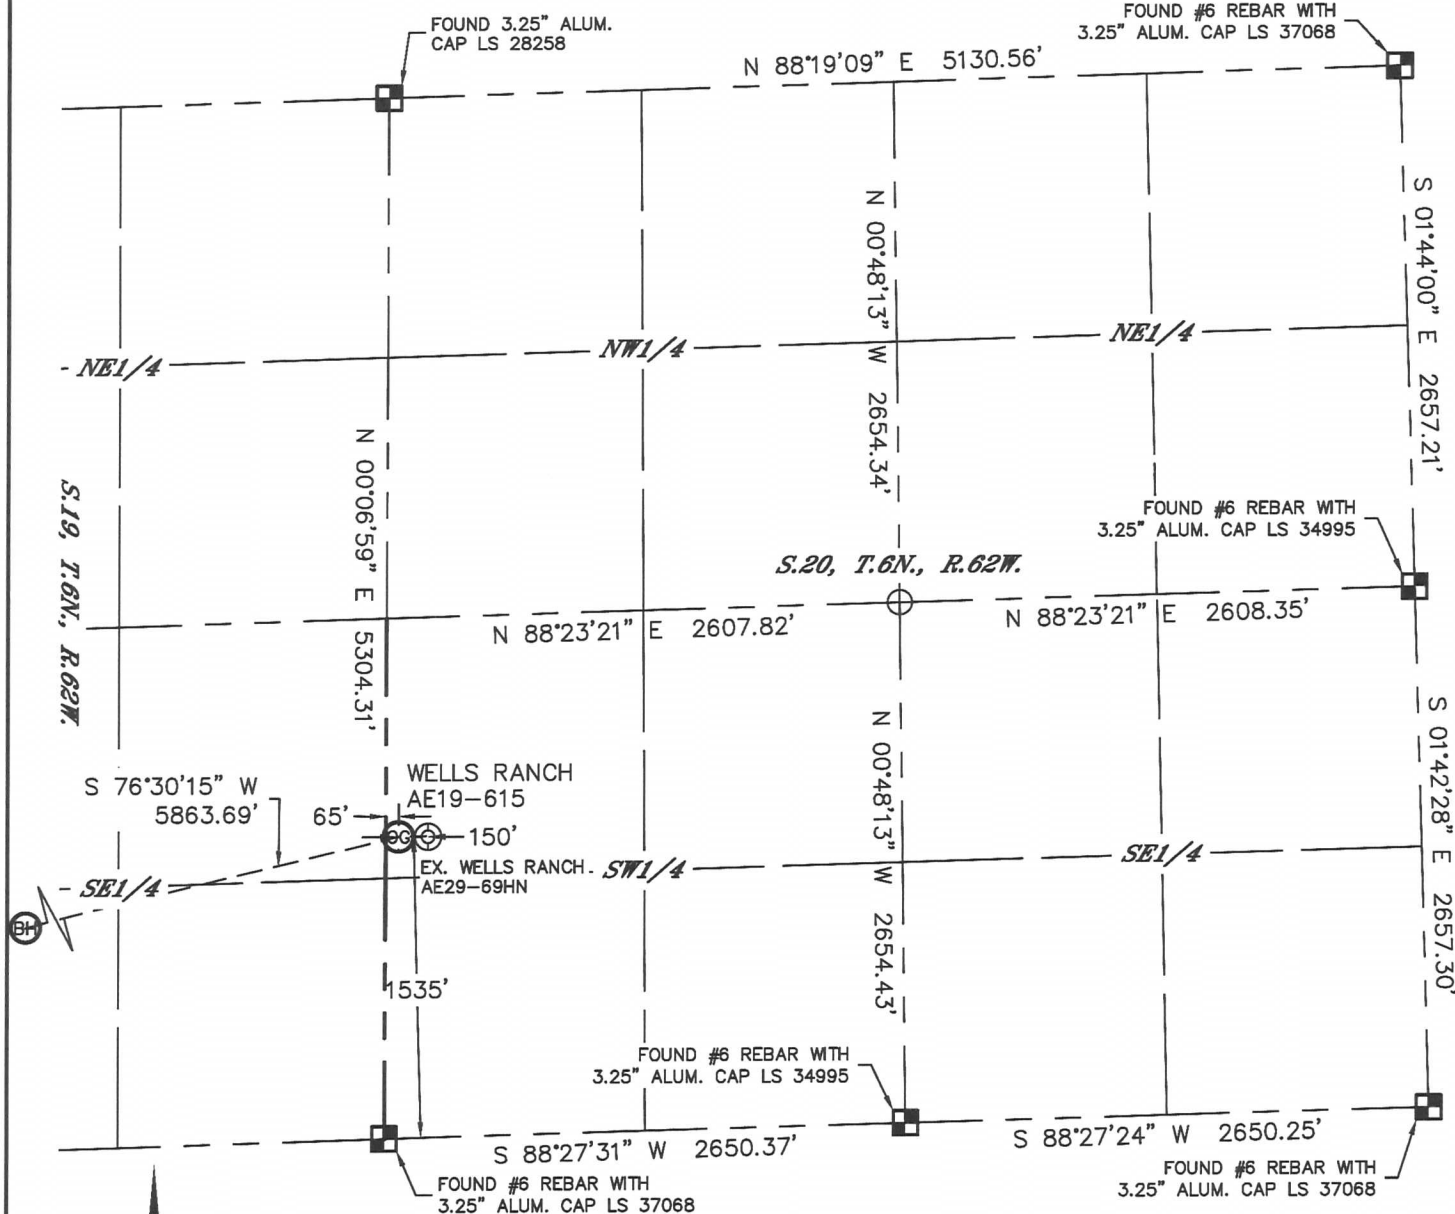 FOUND 3.25" ALUM.
CAP LS 28258
FOUND #6 REBAR WITH
3.25" ALUM. CAP LS 37068
N 88°19'09" E 5130.56'
N 00°48'13" W 2654.34'
S 01°44'00" E 2657.21'
- NE1/4
NW1/4
NE1/4
N 00°06'59" E 5304.31'
S.19, T.6N., R.62W.
FOUND #6 REBAR WITH
3.25" ALUM. CAP LS 34995
S.20, T.6N., R.62W.
N 88°23'21" E 2607.82'
N 88°23'21" E 2608.35'
S 76°30'15" W
5863.69'
65'
WELLS RANCH
AE19-615
OG
150'
EX. WELLS RANCH
AE29-69HN
N 00°48'13" W 2654.43'
S 01°42'28" E 2657.30'
- SE1/4
SW1/4
SE1/4
BH
1535'
FOUND #6 REBAR WITH
3.25" ALUM. CAP LS 34995
S 88°27'31" W 2650.37'
S 88°27'24" W 2650.25'
FOUND #6 REBAR WITH
3.25" ALUM. CAP LS 37068
FOUND #6 REBAR WITH
3.25" ALUM. CAP LS 37068